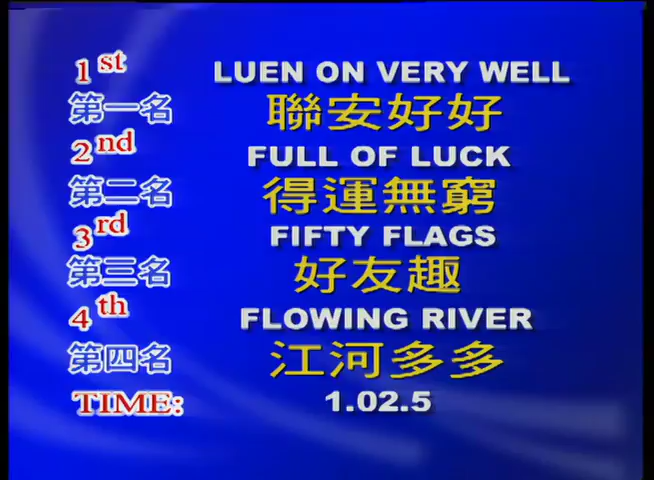 1st LUEN ON VERY WELL
第一名 聯安好好
2nd FULL OF LUCK
第二名 得運無窮
3rd FIFTY FLAGS
第三名 好友趣
4th FLOWING RIVER
第四名 江河多多
TIME: 1.02.5